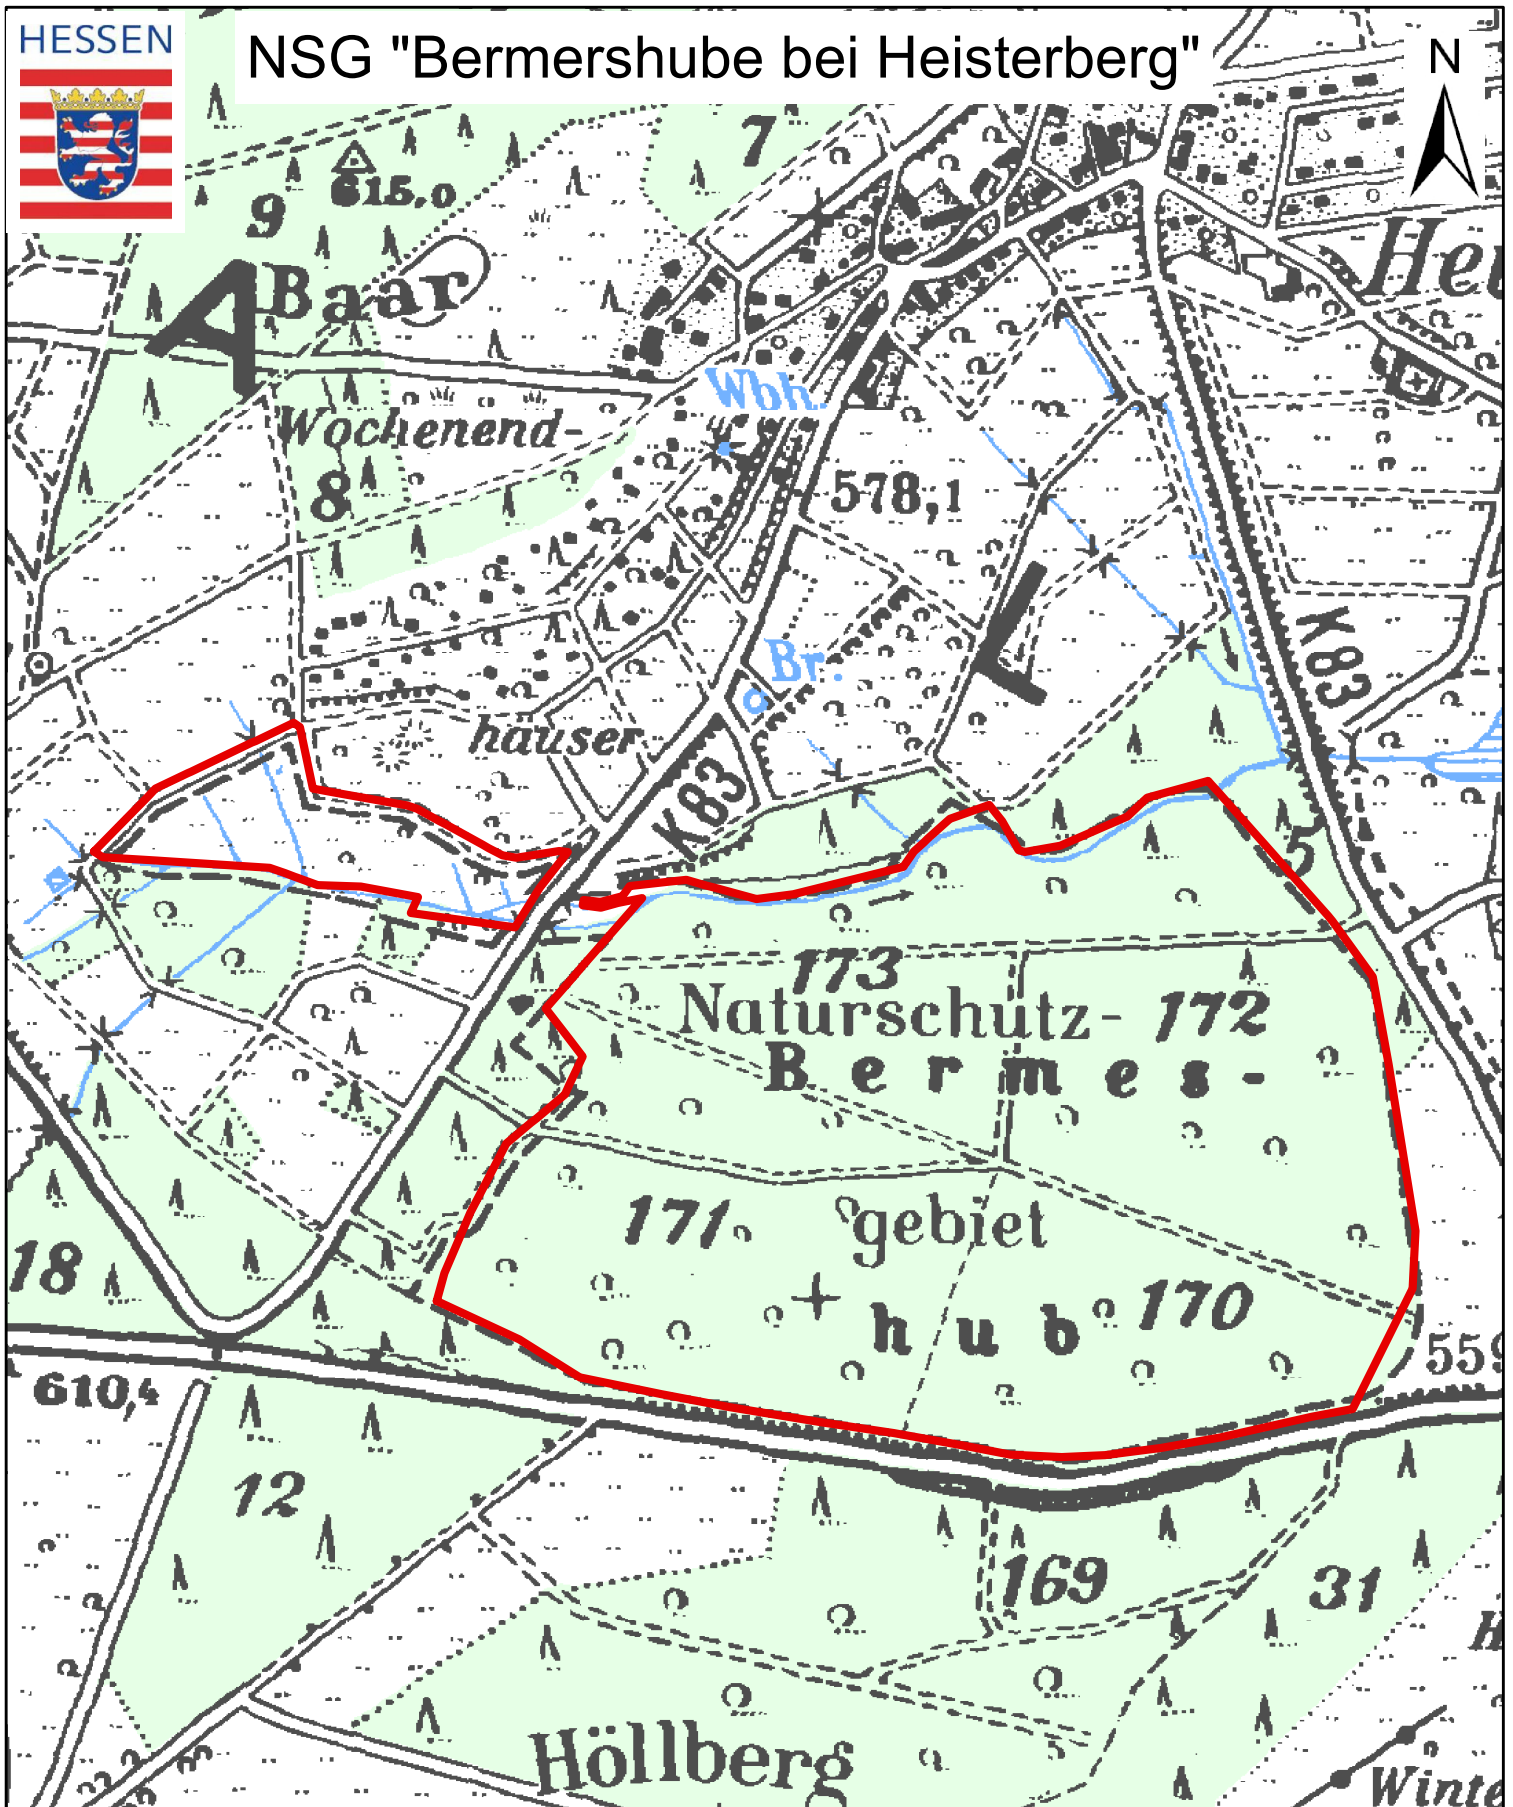 HESSEN
NSG "Bermershube bei Heisterberg"
N
7
615,0
9
A
Baar
Wbh.
Wochenend-
8
578,1
K83
Br.
häuser
K83
5
173
Naturschutz-
172
Bermes-
171
gebiet
170
hub
18
559
610,4
12
169
31
Höllberg
Winte